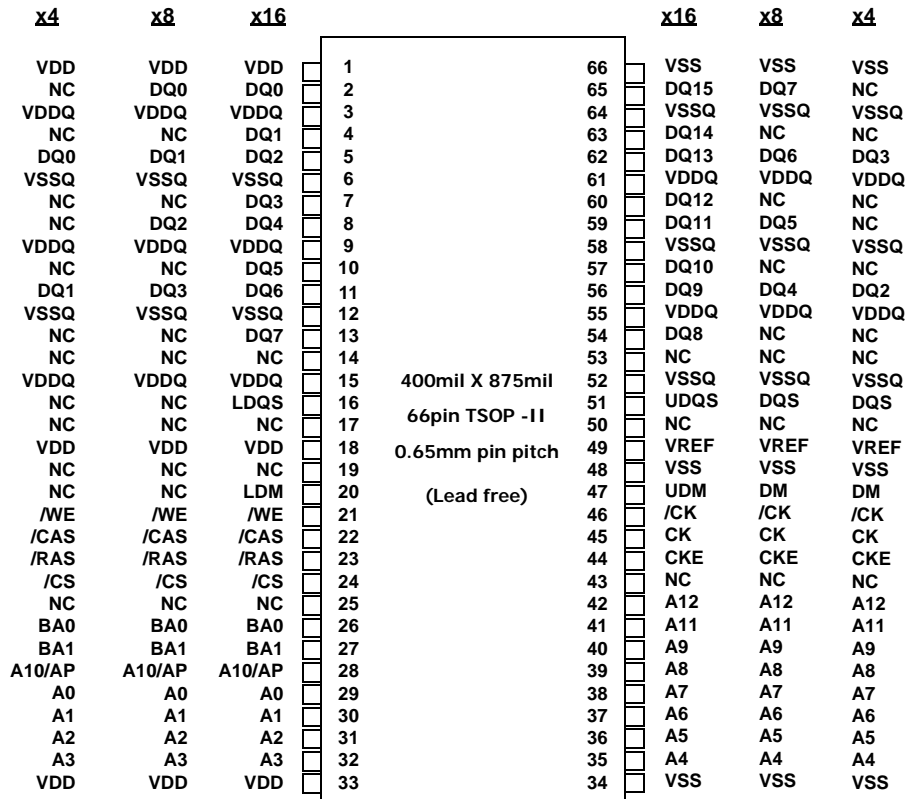 x4 x8 x16 x16 x8 x4
VDD VDD VDD 1 66 VSS VSS VSS
NC DQ0 DQ0 2 65 DQ15 DQ7 NC
VDDQ VDDQ VDDQ 3 64 VSSQ VSSQ VSSQ
NC NC DQ1 4 63 DQ14 NC NC
DQ0 DQ1 DQ2 5 62 DQ13 DQ6 DQ3
VSSQ VSSQ VSSQ 6 61 VDDQ VDDQ VDDQ
NC NC DQ3 7 60 DQ12 NC NC
NC DQ2 DQ4 8 59 DQ11 DQ5 NC
VDDQ VDDQ VDDQ 9 58 VSSQ VSSQ VSSQ
NC NC DQ5 10 57 DQ10 NC NC
DQ1 DQ3 DQ6 11 56 DQ9 DQ4 DQ2
VSSQ VSSQ VSSQ 12 55 VDDQ VDDQ VDDQ
NC NC DQ7 13 54 DQ8 NC NC
NC NC NC 14 53 NC NC NC
VDDQ VDDQ VDDQ 15 400mil X 875mil 52 VSSQ VSSQ VSSQ
NC NC LDQS 16 66pin TSOP -II 51 UDQS DQS DQS
NC NC NC 17 50 NC NC NC
VDD VDD VDD 18 0.65mm pin pitch 49 VREF VREF VREF
NC NC NC 19 48 VSS VSS VSS
NC NC LDM 20 (Lead free) 47 UDM DM DM
/WE /WE /WE 21 46 /CK /CK /CK
/CAS /CAS /CAS 22 45 CK CK CK
/RAS /RAS /RAS 23 44 CKE CKE CKE
/CS /CS /CS 24 43 NC NC NC
NC NC NC 25 42 A12 A12 A12
BA0 BA0 BA0 26 41 A11 A11 A11
BA1 BA1 BA1 27 40 A9 A9 A9
A10/AP A10/AP A10/AP 28 39 A8 A8 A8
A0 A0 A0 29 38 A7 A7 A7
A1 A1 A1 30 37 A6 A6 A6
A2 A2 A2 31 36 A5 A5 A5
A3 A3 A3 32 35 A4 A4 A4
VDD VDD VDD 33 34 VSS VSS VSS